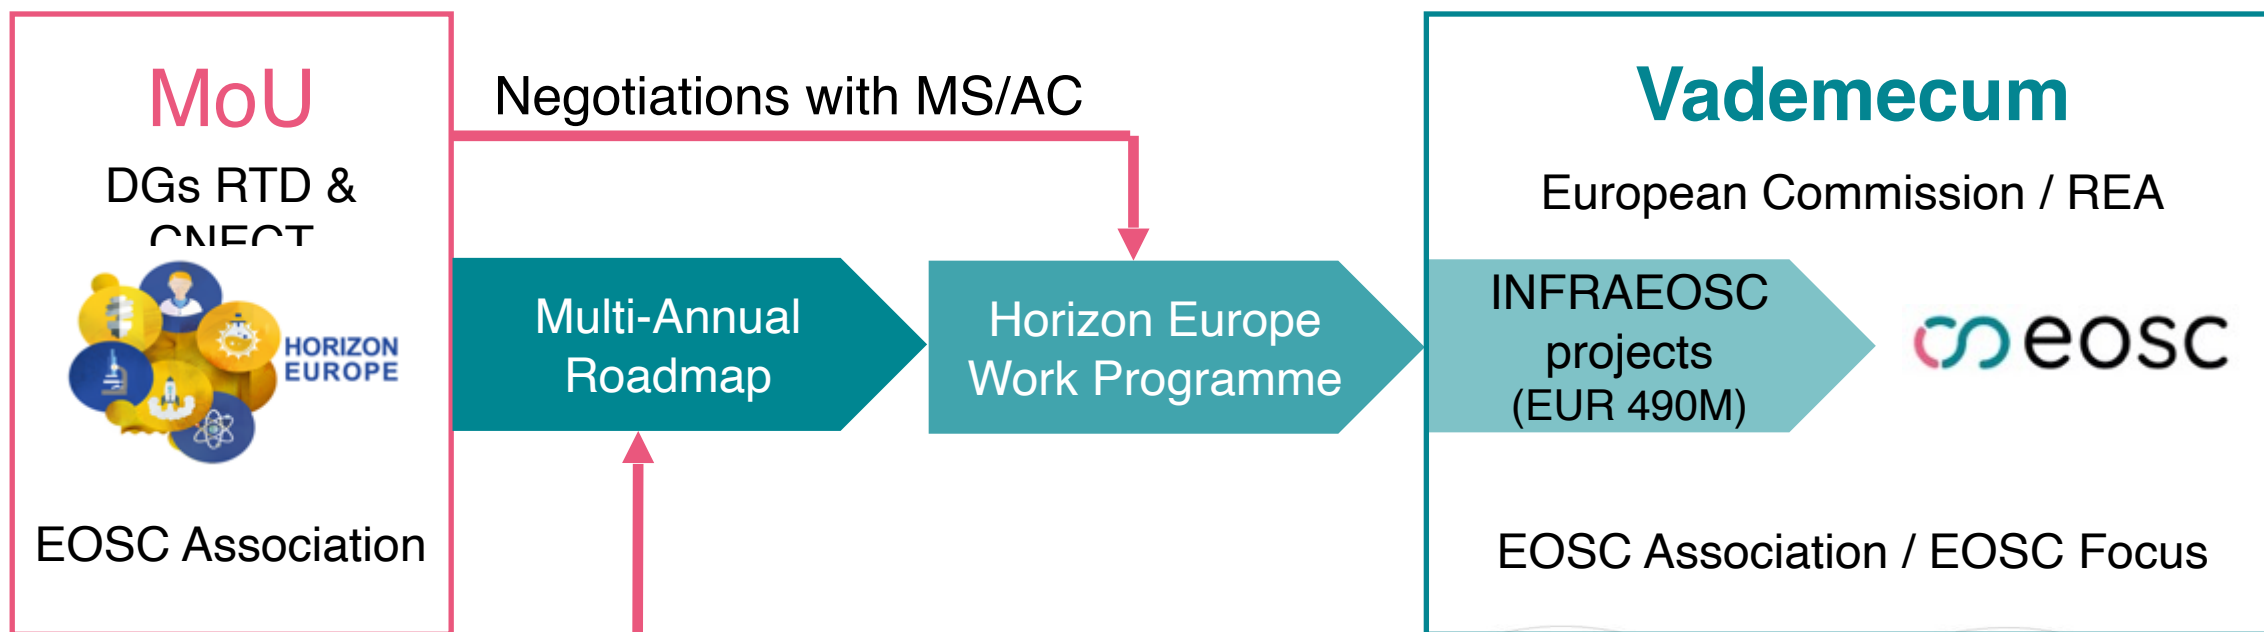 MoU
DGs RTD &
CNECT
HORIZON
EUROPE
EOSC Association
Negotiations with MS/AC
Multi-Annual
Roadmap
Horizon Europe
Work Programme
Vademecum
European Commission / REA
INFRAEOSC
projects
(EUR 490M)
eosc
EOSC Association / EOSC Focus